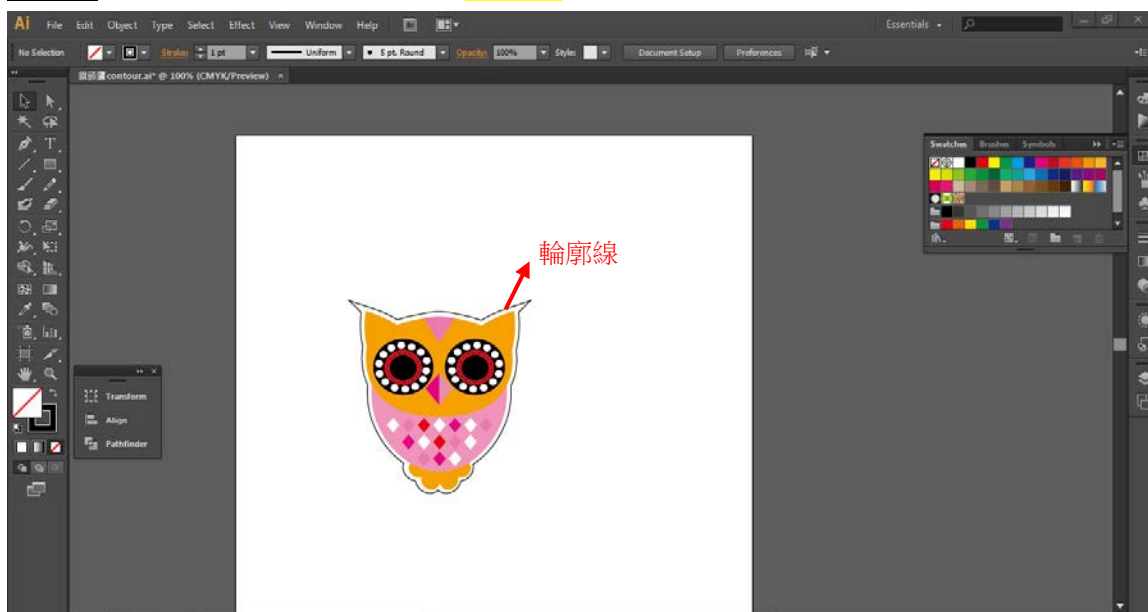 Ai File Edit Object Type Select Effect View Window Help Br Essentials
No Selection Stroke: 1 pt Uniform 5 pt. Round Opacity: 100% Style: Document Setup Preferences
contour.ai* @ 100% (CMYK/Preview) ×
Swatches Brushes Symbols
輪廓線
Transform
Align
Pathfinder